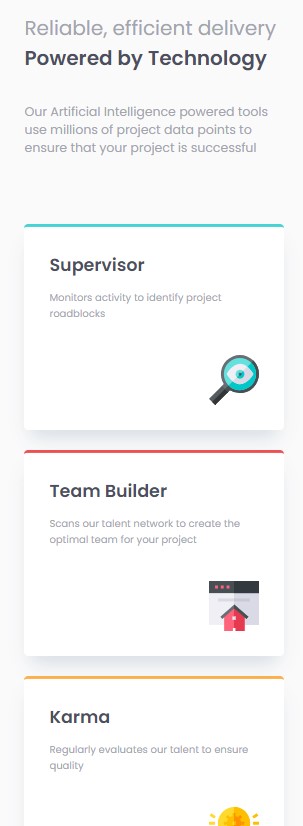 Reliable, efficient delivery
Powered by Technology
Our Artificial Intelligence powered tools
use millions of project data points to
ensure that your project is successful
Supervisor
Monitors activity to identify project
roadblocks
Team Builder
Scans our talent network to create the
optimal team for your project
Karma
Regularly evaluates our talent to ensure
quality